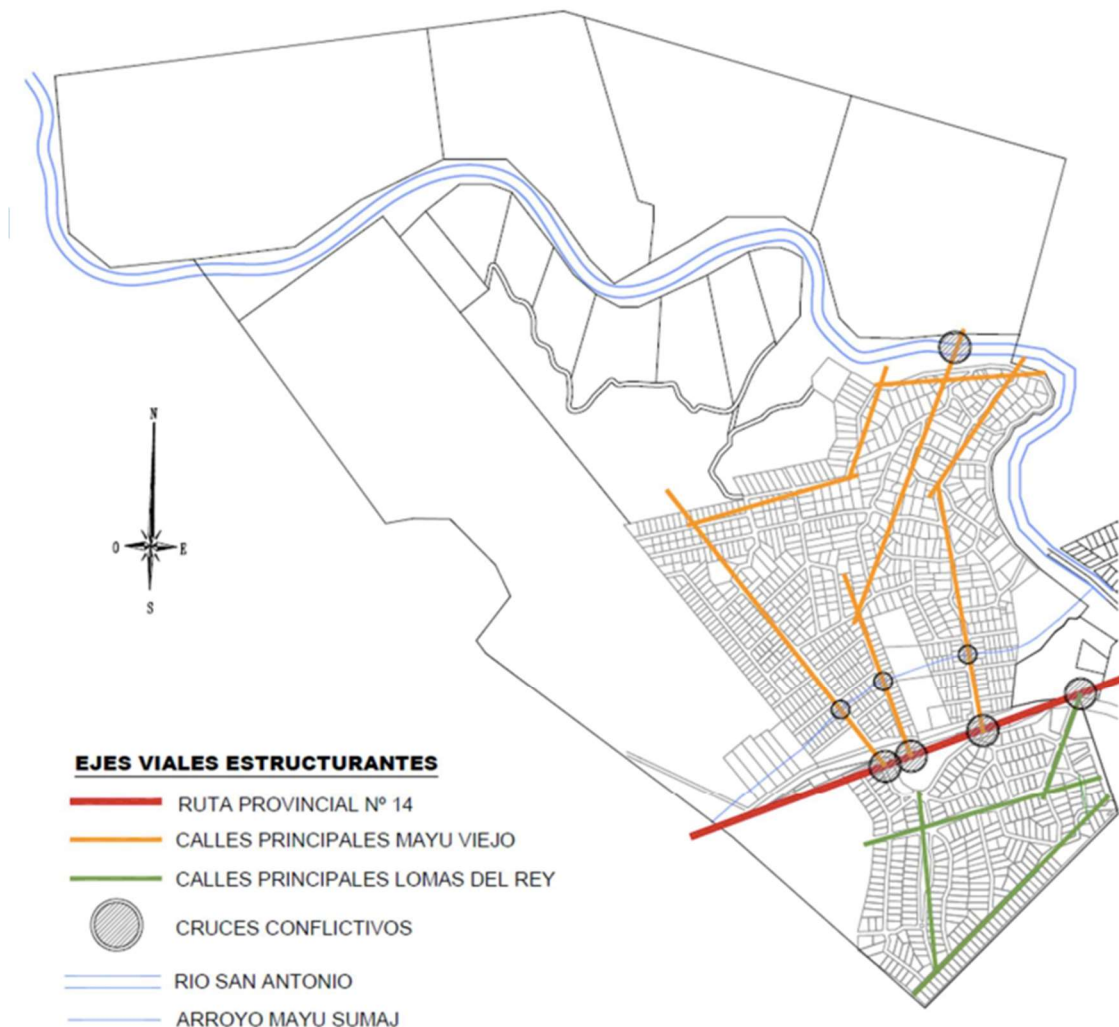 N
O
E
S
EJES VIALES ESTRUCTURANTES
RUTA PROVINCIAL Nº 14
CALLES PRINCIPALES MAYU VIEJO
CALLES PRINCIPALES LOMAS DEL REY
CRUCES CONFLICTIVOS
RIO SAN ANTONIO
ARROYO MAYU SUMAJ